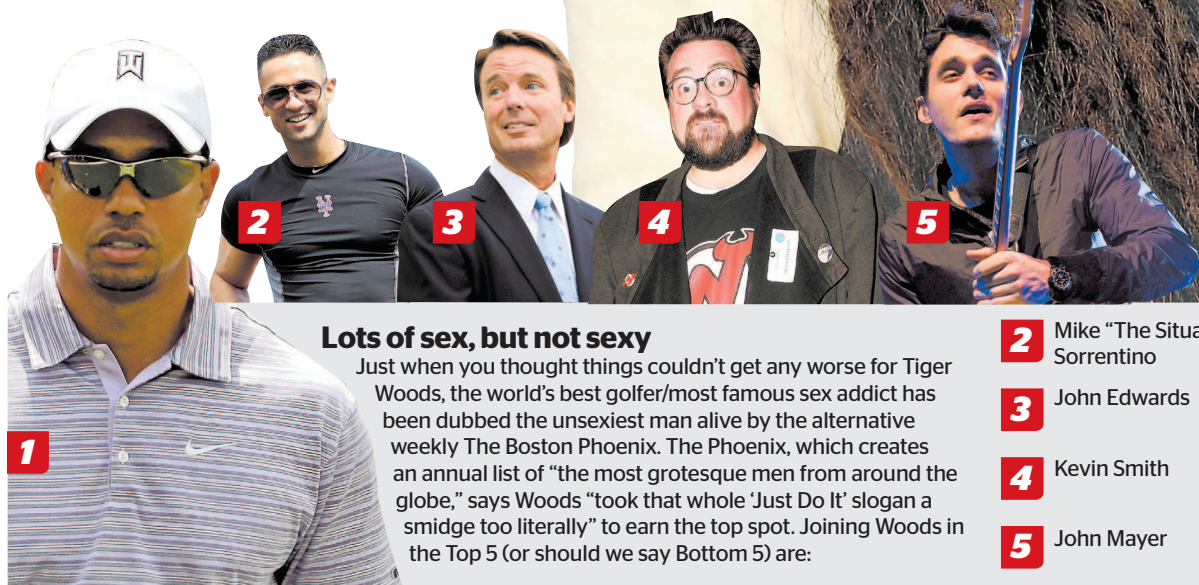 TW
1
2
3
4
5
Lots of sex, but not sexy
Just when you thought things couldn’t get any worse for Tiger
Woods, the world’s best golfer/most famous sex addict has
been dubbed the unsexiest man alive by the alternative
weekly The Boston Phoenix. The Phoenix, which creates
an annual list of “the most grotesque men from around the
globe,” says Woods “took that whole ‘Just Do It’ slogan a
smidge too literally” to earn the top spot. Joining Woods in
the Top 5 (or should we say Bottom 5) are:
2 Mike “The
Sorrentino
3 John Edwards
4 Kevin Smith
5 John Mayer